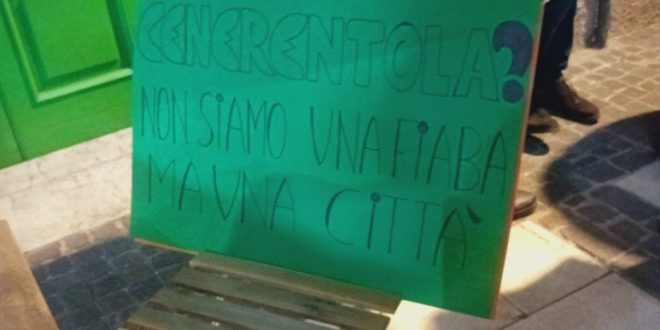 CENERENTOLA?
NON SiAMO UNA FiABA
MA UNA CiTTÀ